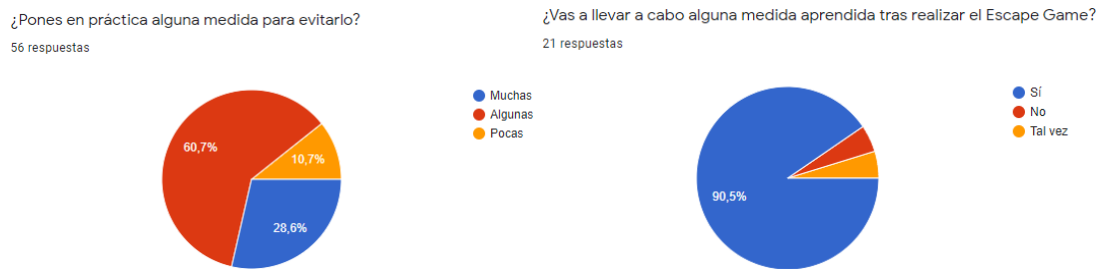 ¿Pones en práctica alguna medida para evitarlo?
56 respuestas
Muchas
Algunas
Pocas
60,7%
10,7%
28,6%
¿Vas a llevar a cabo alguna medida aprendida tras realizar el Escape Game?
21 respuestas
Sí
No
Tal vez
90,5%